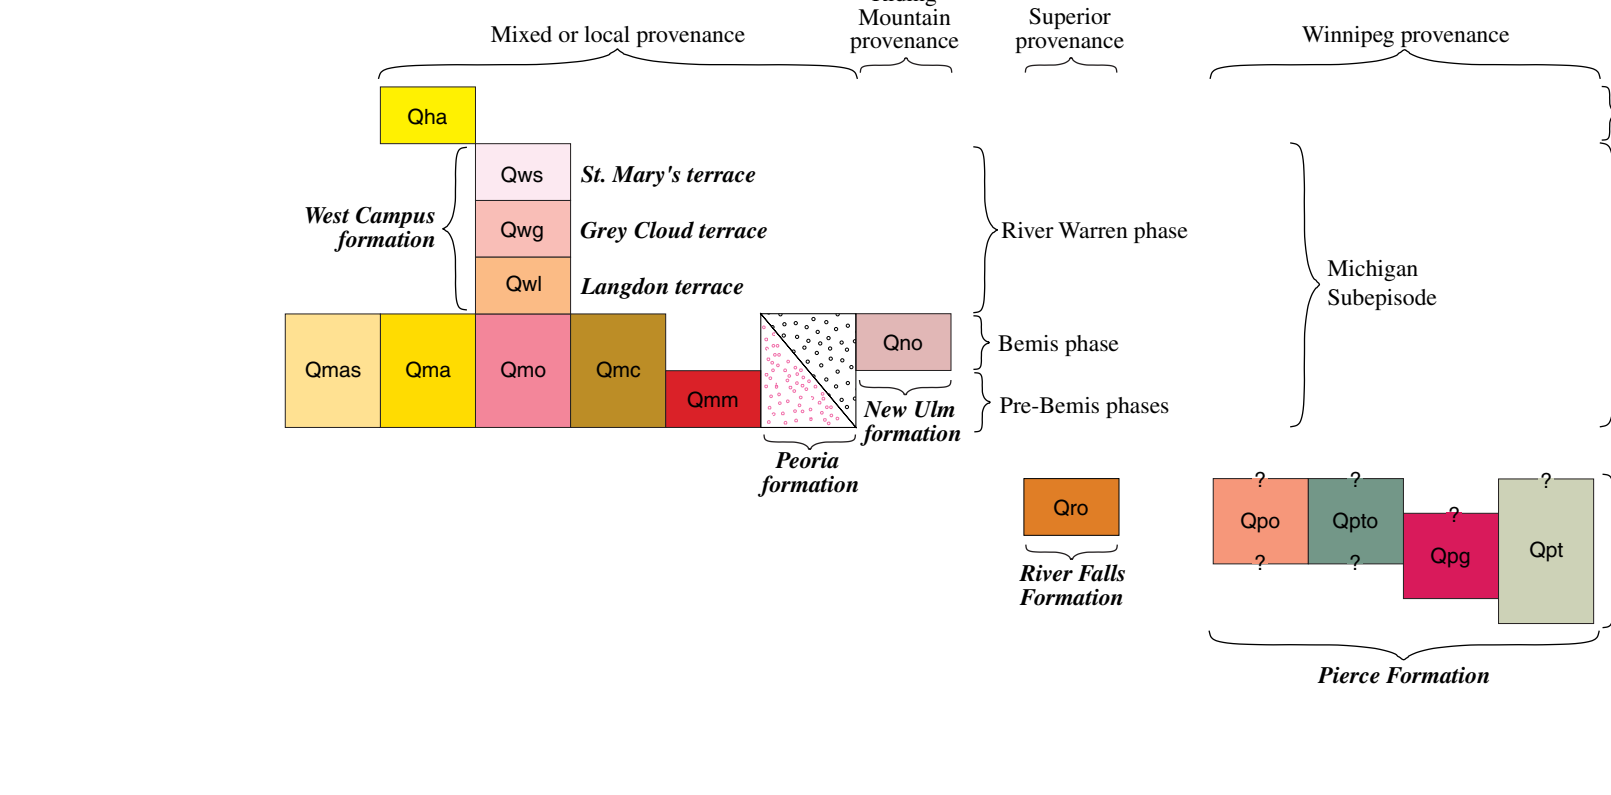 Mountain
provenance
Superior
provenance
Mixed or local provenance
Winnipeg provenance
Qha
Qws
St. Mary's terrace
West Campus
formation
Qwg
Grey Cloud terrace
River Warren phase
Qwl
Langdon terrace
Michigan
Subepisode
Qmas
Qma
Qmo
Qmc
Qmm
Qno
Bemis phase
New Ulm
formation
Pre-Bemis phases
Peoria
formation
Qro
River Falls
Formation
?
?
?
?
Qpo
Qpto
Qpg
Qpt
?
?
Pierce Formation